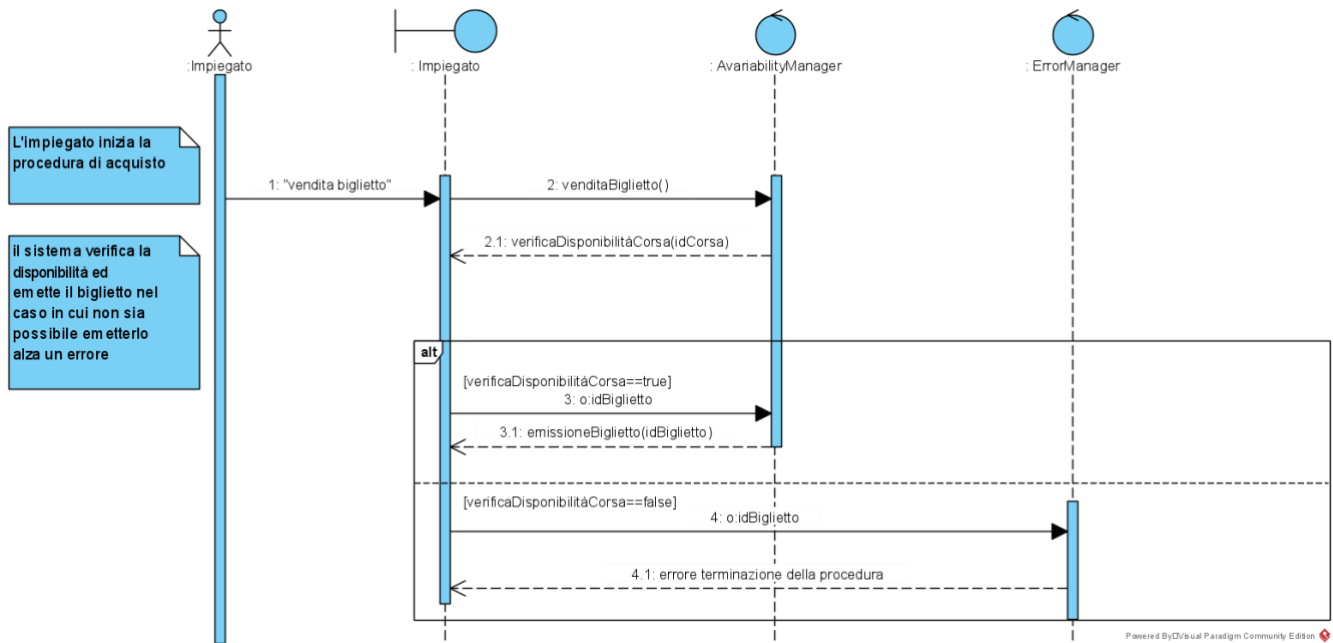 :Impiegato
: Impiegato
: AvariabilityManager
: ErrorManager
L'impiegato inizia la
procedura di acquisto
1: "vendita biglietto"
2: venditaBiglietto()
il sistema verifica la
disponibilità ed
emette il biglietto nel
caso in cui non sia
possibile emetterlo
alza un errore
2.1: verificaDisponibilitàCorsa(idCorsa)
alt
[verificaDisponibilitàCorsa==true]
3: o:idBiglietto
3.1: emissioneBiglietto(idBiglietto)
[verificaDisponibilitàCorsa==false]
4: o:idBiglietto
4.1: errore terminazione della procedura
Powered By Visual Paradigm Community Edition